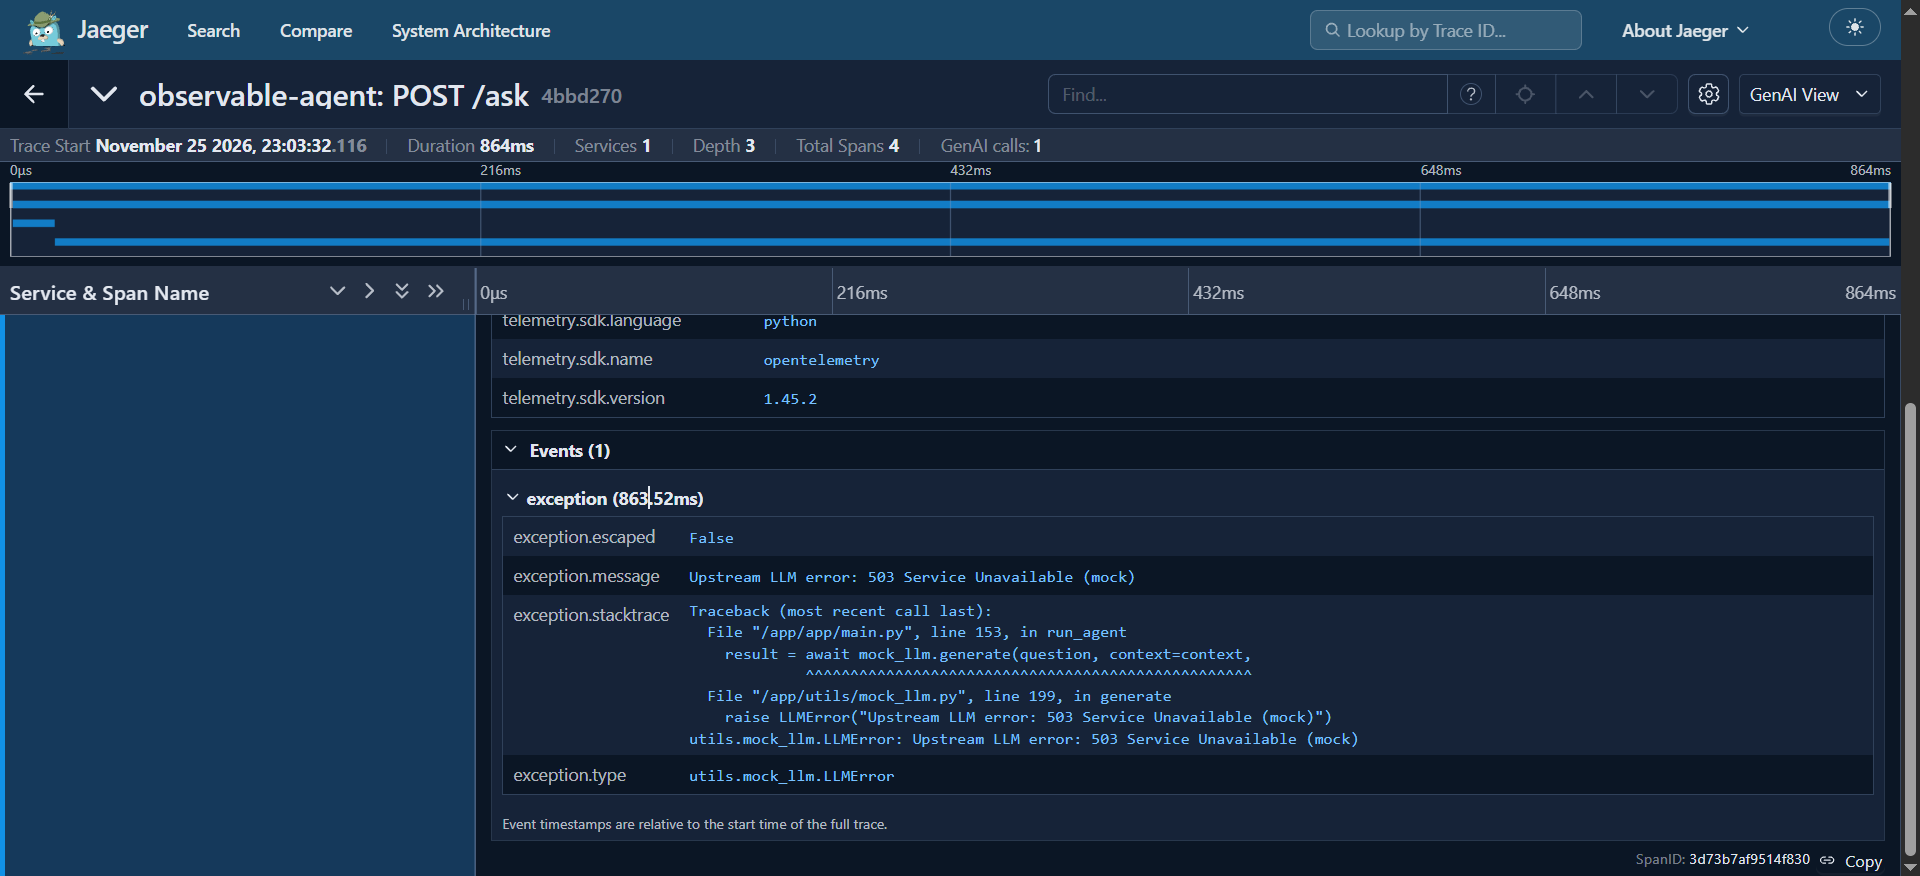 Jaeger
Search
Compare
System Architecture
Lookup by Trace ID...
About Jaeger
observable-agent: POST /ask 4bbd270
Find...
?
GenAI View
Trace Start November 25 2026, 23:03:32.116
Duration 864ms
Services 1
Depth 3
Total Spans 4
GenAI calls: 1
0µs
216ms
432ms
648ms
864ms
Service & Span Name
0µs
216ms
432ms
648ms
864ms
telemetry.sdk.language python
telemetry.sdk.name opentelemetry
telemetry.sdk.version 1.45.2
Events (1)
exception (863.52ms)
exception.escaped False
exception.message Upstream LLM error: 503 Service Unavailable (mock)
exception.stacktrace Traceback (most recent call last):
File "/app/app/main.py", line 153, in run_agent
result = await mock_llm.generate(question, context=context,
^^^^^^^^^^^^^^^^^^^^^^^^^^^^^^^^^^^^^^^^^^^^^^^^^^
File "/app/utils/mock_llm.py", line 199, in generate
raise LLMError("Upstream LLM error: 503 Service Unavailable (mock)")
utils.mock_llm.LLMError: Upstream LLM error: 503 Service Unavailable (mock)
exception.type utils.mock_llm.LLMError
Event timestamps are relative to the start time of the full trace.
SpanID: 3d73b7af9514f830 Copy